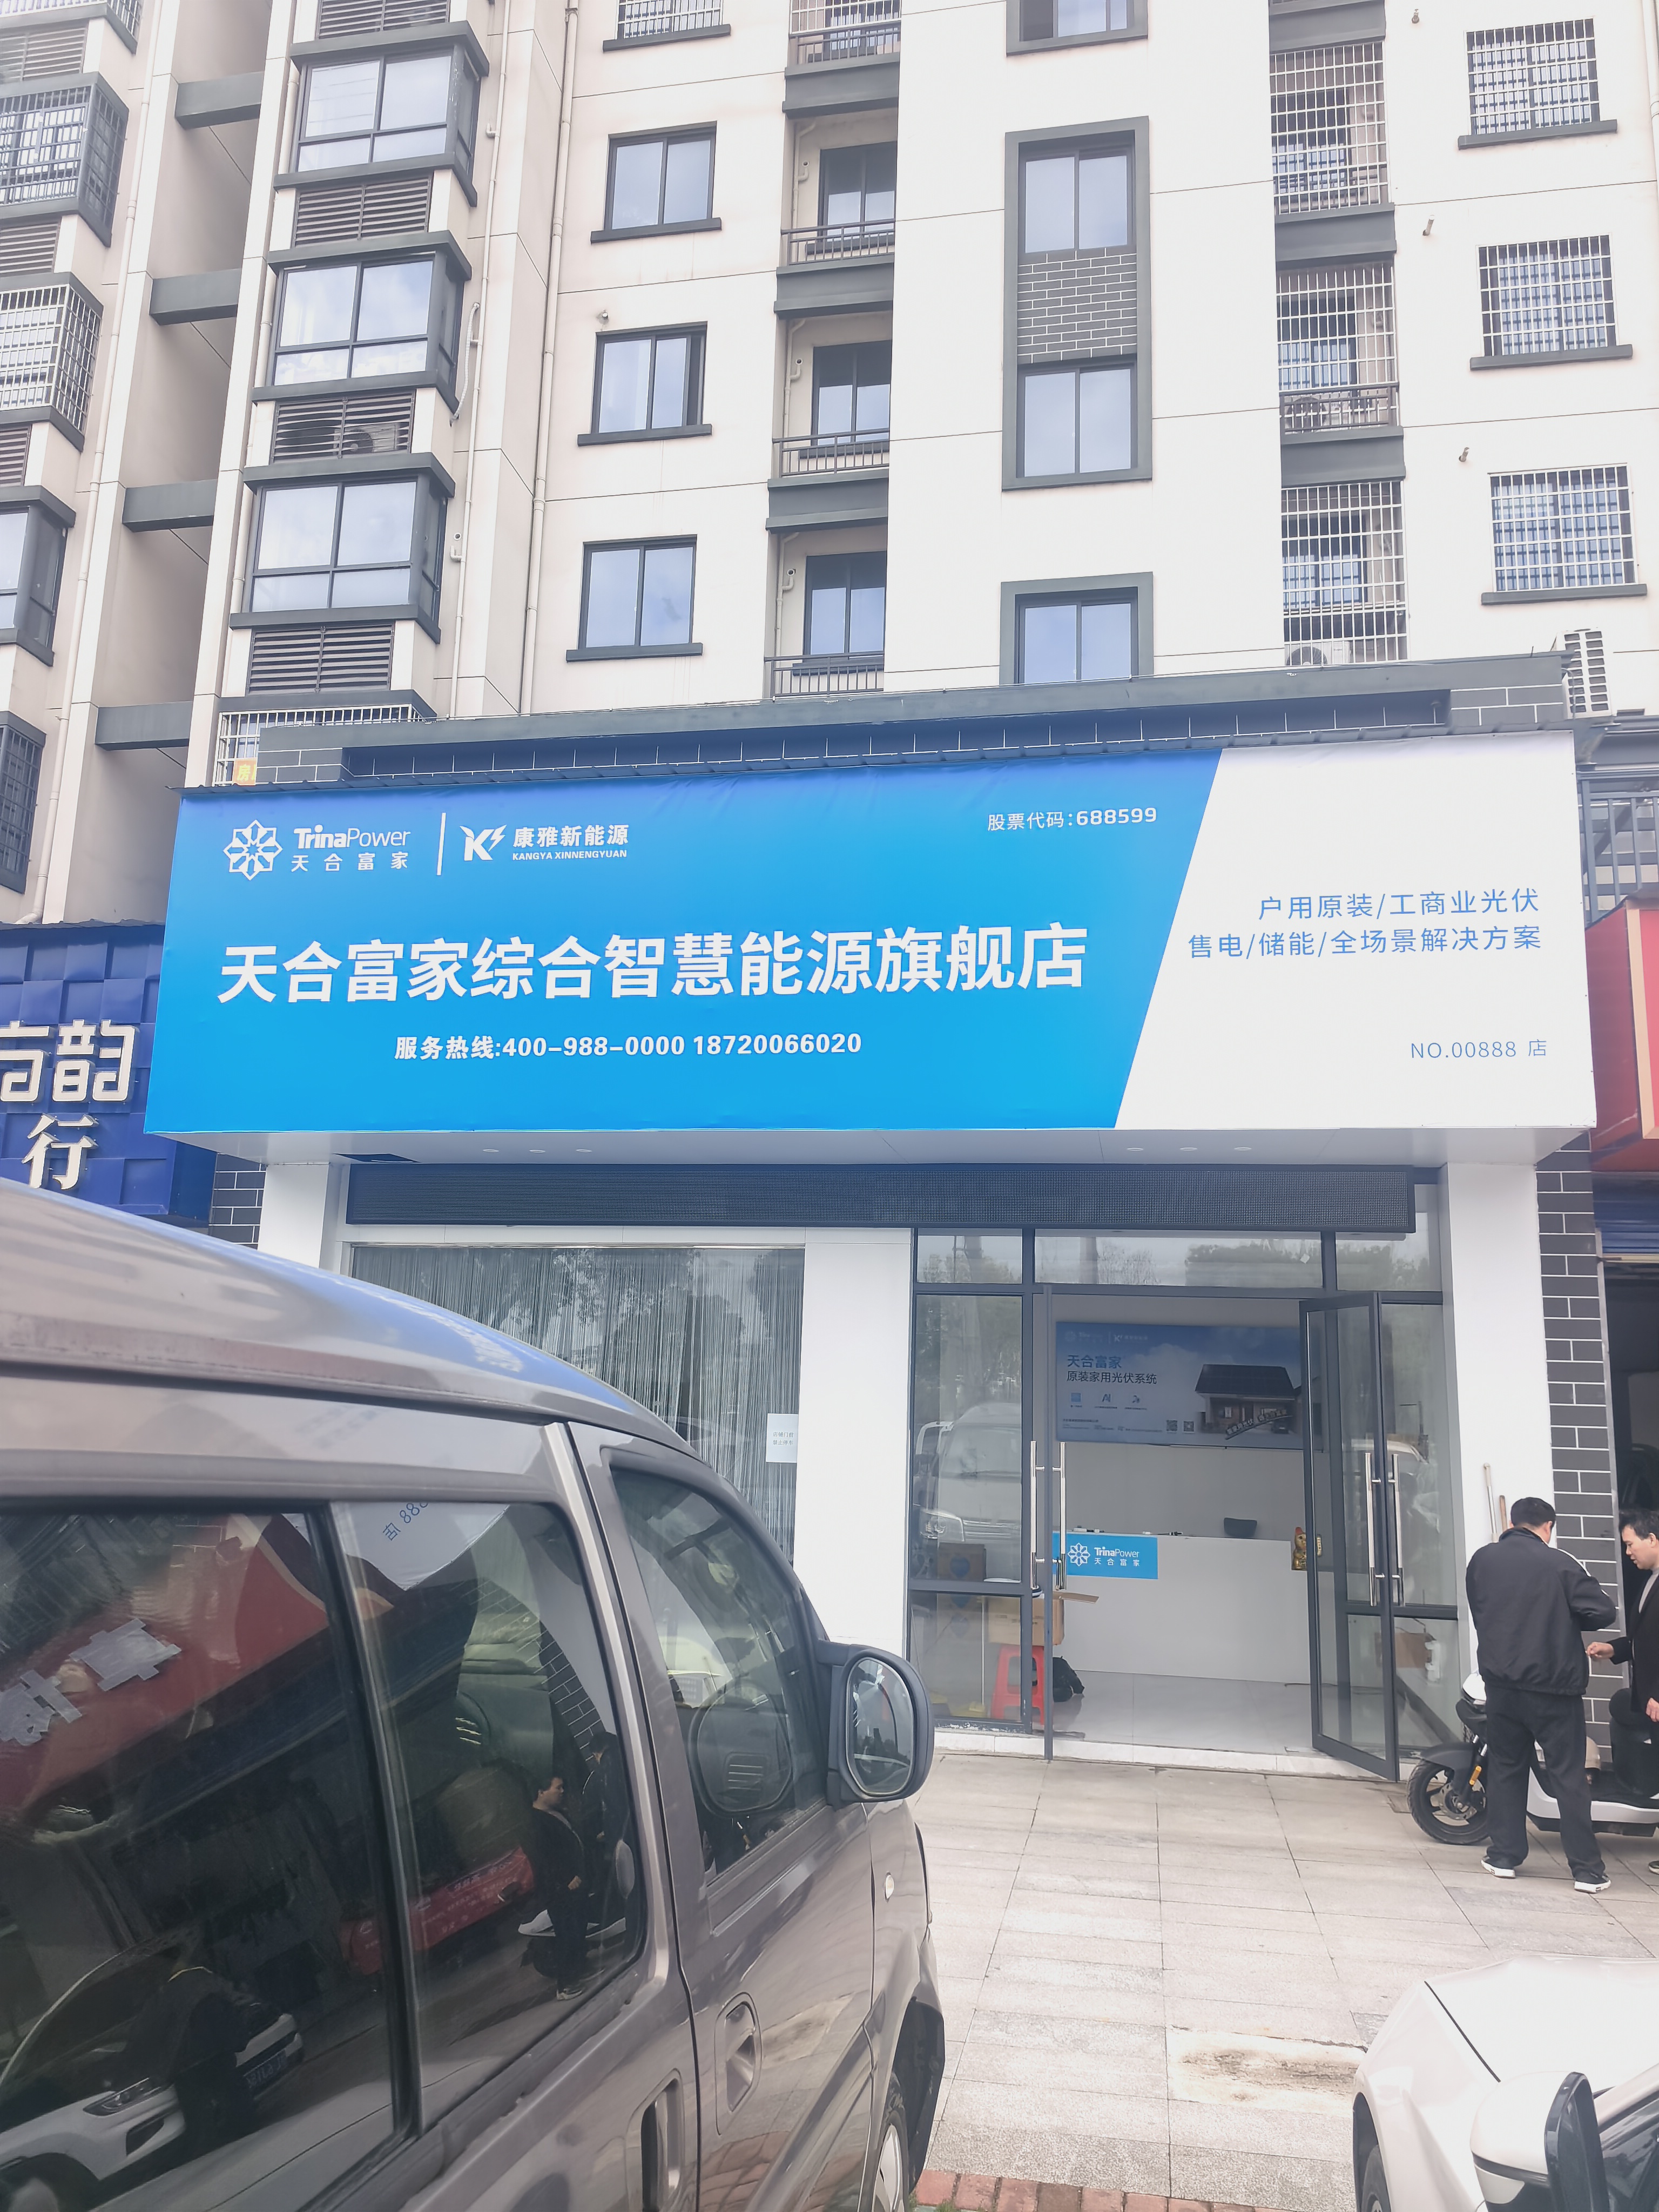 TrinaPower
天合富家
康雅新能源
KANGYA XINNENGYUAN
股票代码:688599
天合富家综合智慧能源旗舰店
服务热线:400-988-0000 18720066020
户用原装/工商业光伏
售电/储能/全场景解决方案
NO.00888 店
韵
行
天合富家
原装家用光伏系统
TrinaPower
天合富家
店 888